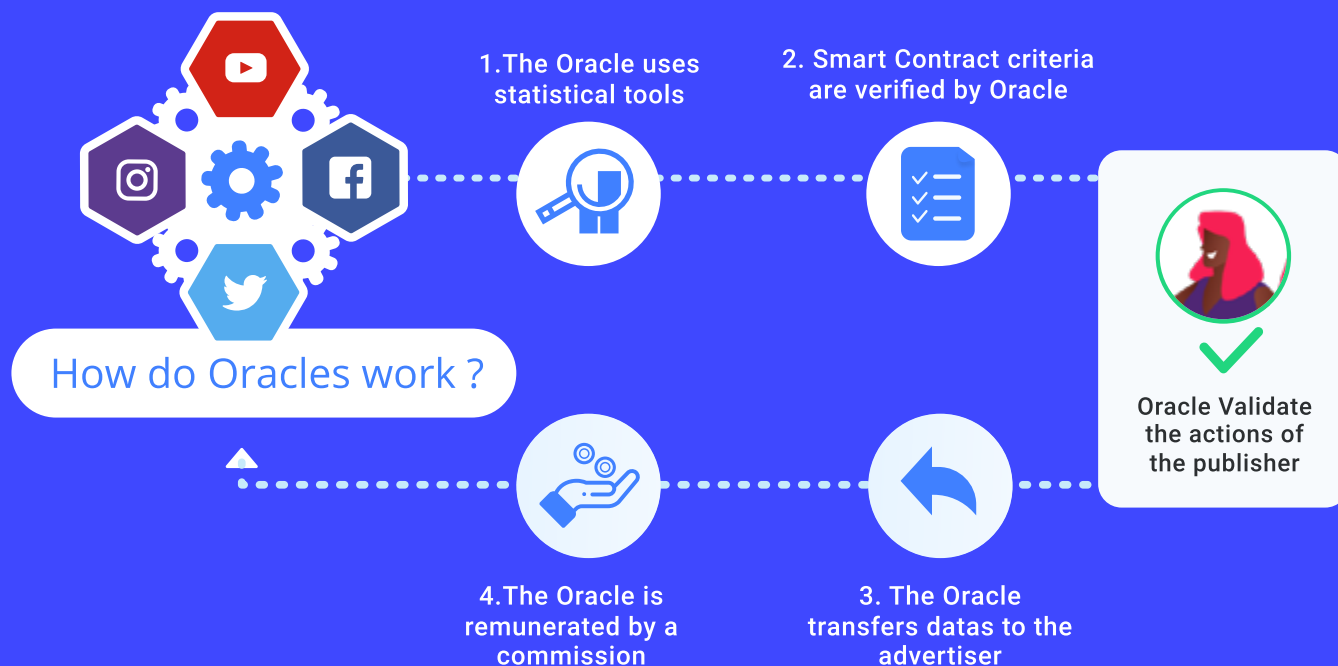 1.The Oracle uses
statistical tools
2. Smart Contract criteria
are verified by Oracle
How do Oracles work ?
Oracle Validate
the actions of
the publisher
3. The Oracle
transfers datas to the
advertiser
4.The Oracle is
remunerated by a
commission